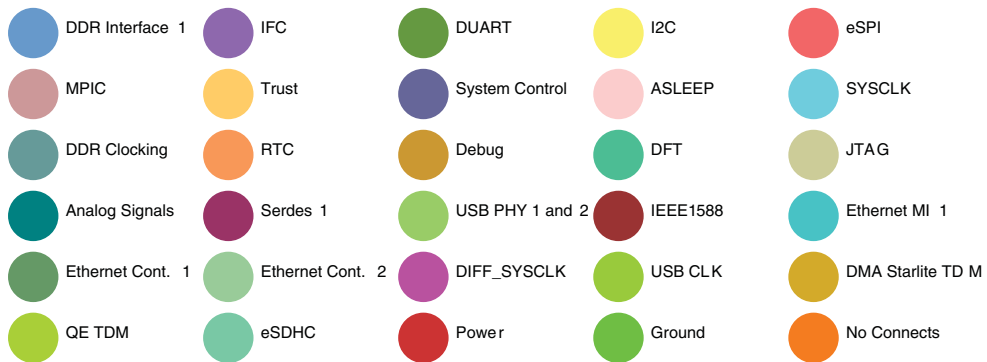 DDR Interface 1 IFC DUART I2C eSPI
MPIC Trust System Control ASLEEP SYSCLK
DDR Clocking RTC Debug DFT JTAG
Analog Signals Serdes 1 USB PHY 1 and 2 IEEE1588 Ethernet MI 1
Ethernet Cont. 1 Ethernet Cont. 2 DIFF_SYSCLK USB CLK DMA Starlite TD M
QE TDM eSDHC Power Ground No Connects